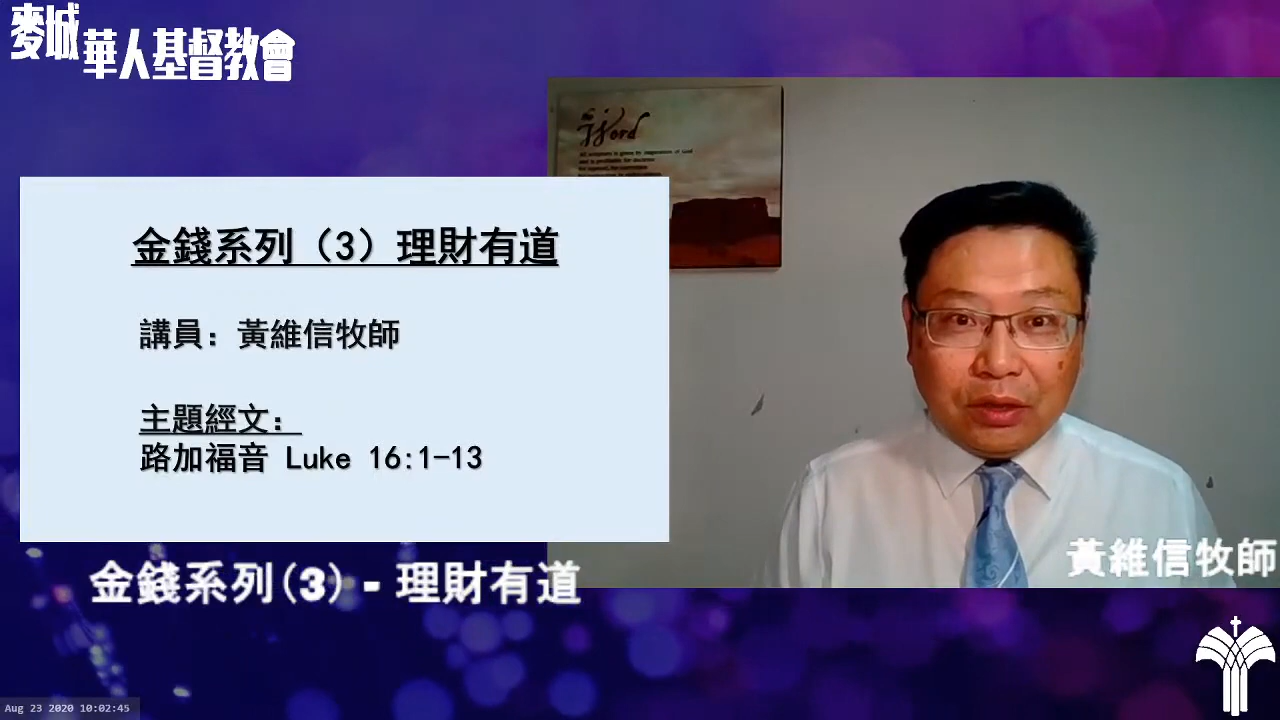 麥城華人基督教會
the Word
金錢系列（3）理財有道
講員：黃維信牧師
主題經文：
路加福音 Luke 16:1-13
黃維信牧師
金錢系列(3) - 理財有道
Aug 23 2020 10:02:45